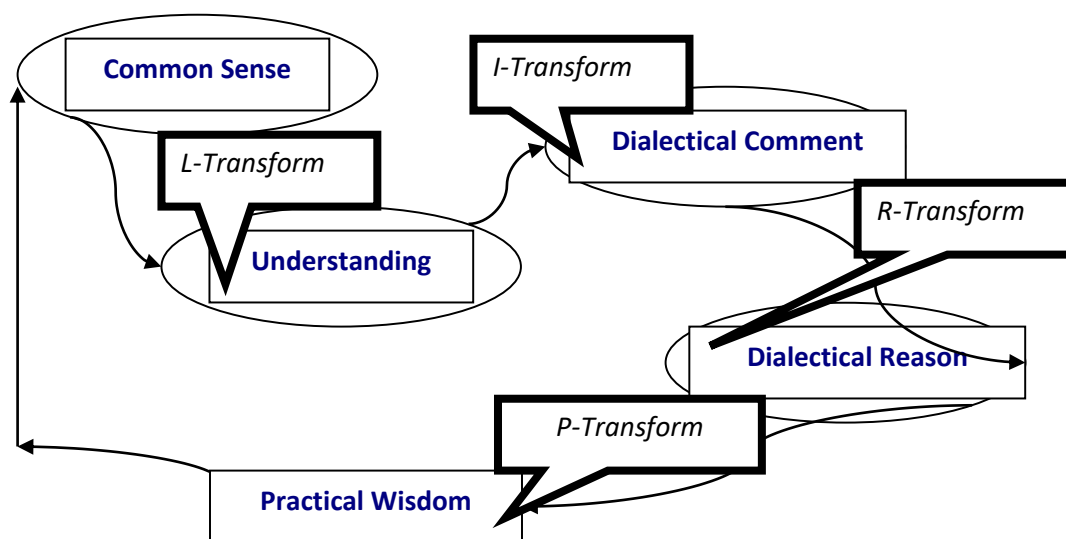 Common Sense
I-Transform
Dialectical Comment
L-Transform
R-Transform
Understanding
Dialectical Reason
P-Transform
Practical Wisdom